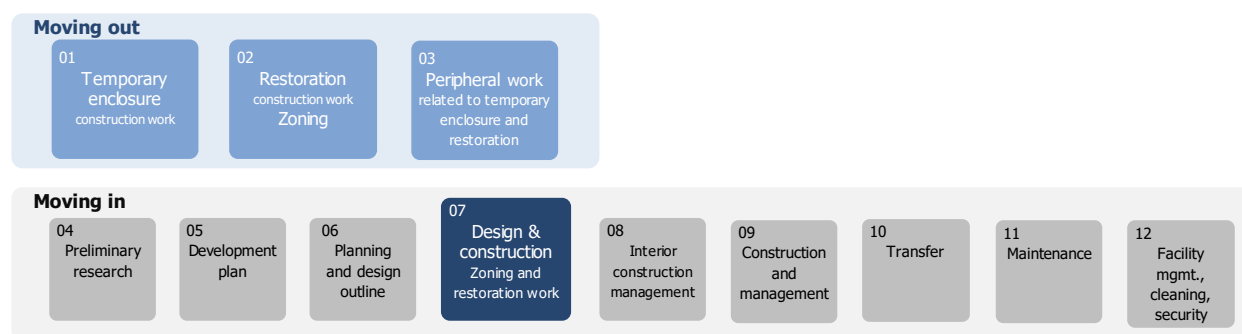 Moving out
01
Temporary
enclosure
construction work
02
Restoration
construction work
Zoning
03
Peripheral work
related to temporary
enclosure and
restoration
Moving in
04
Preliminary
research
05
Development
plan
06
Planning
and design
outline
07
Design &
construction
Zoning and
restoration work
08
Interior
construction
management
09
Construction
and
management
10
Transfer
11
Maintenance
12
Facility
mgmt.,
cleaning,
security